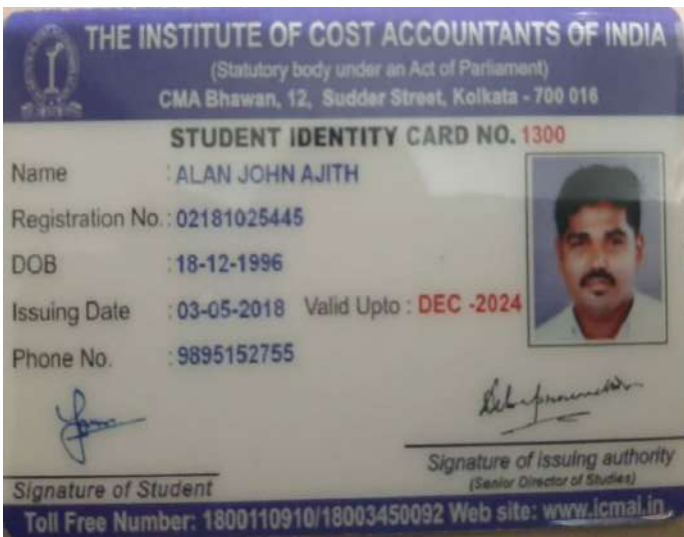 THE INSTITUTE OF COST ACCOUNTANTS OF INDIA
(Statutory body under an Act of Parliament)
CMA Bhawan, 12, Sudder Street, Kolkata - 700 016
STUDENT IDENTITY CARD NO. 1300
Name : ALAN JOHN AJITH
Registration No. : 02181025445
DOB : 18-12-1996
Issuing Date : 03-05-2018 Valid Upto : DEC -2024
Phone No. : 9895152755
Signature of Student
Signature of issuing authority
(Senior Director of Studies)
Toll Free Number: 1800110910/18003450092 Web site: www.icmai.in